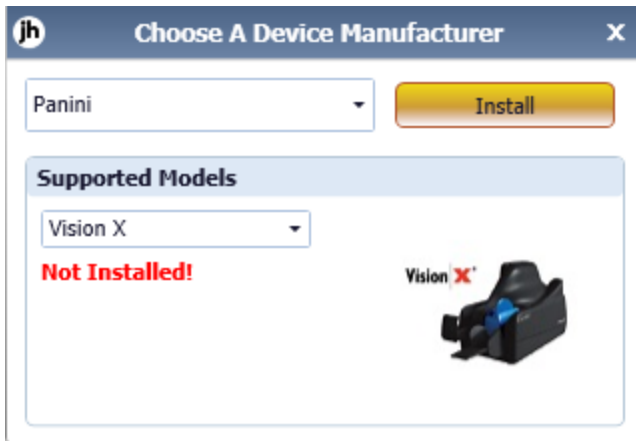 jh Choose A Device Manufacturer X
Panini Install
Supported Models
Vision X
Not Installed!
Vision X